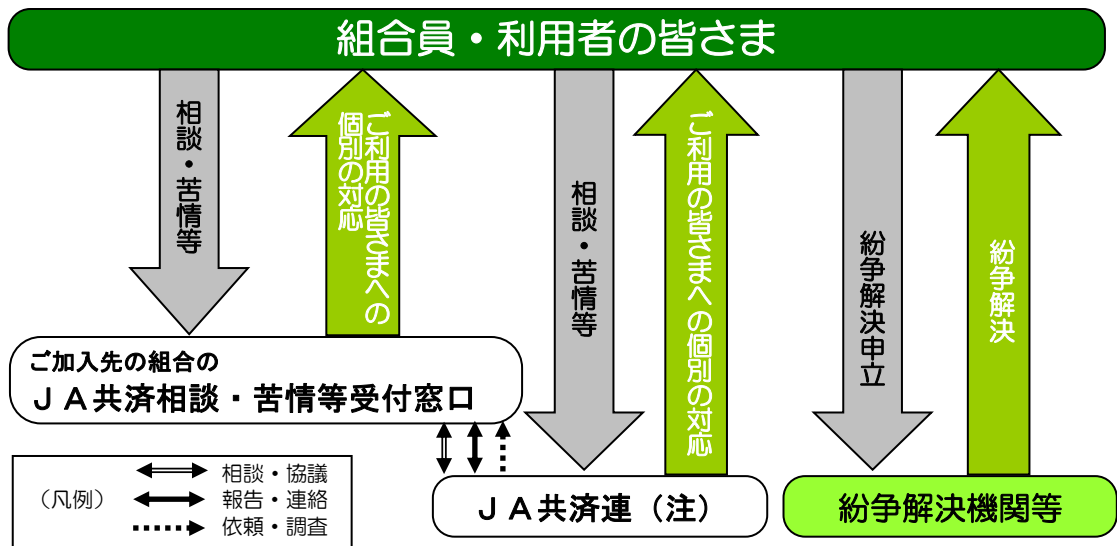 組合員・利用者の皆さま
相談・苦情等
ご利用の皆さまへの
個別の対応
相談・苦情等
ご利用の皆さまへの個別の対応
紛争解決申立
紛争解決
ご加入先の組合の
ＪＡ共済相談・苦情等受付窓口
ＪＡ共済連（注）
紛争解決機関等
（凡例）
相談・協議
報告・連絡
依頼・調査